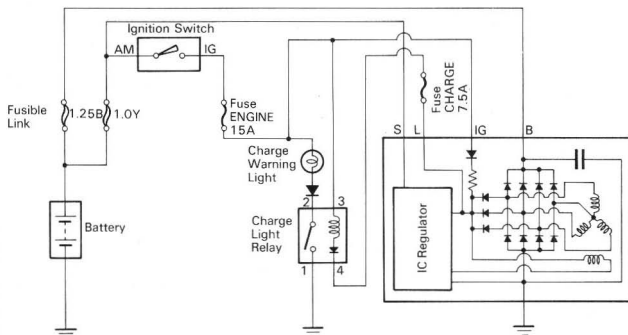 Ignition Switch
AM
IG
Fusible
Link
1.25B
1.0Y
Fuse
ENGINE
15A
Fuse
CHARGE
7.5A
Charge
Warning
Light
S
L
IG
B
2
3
Battery
Charge
Light
Relay
1
4
IC Regulator